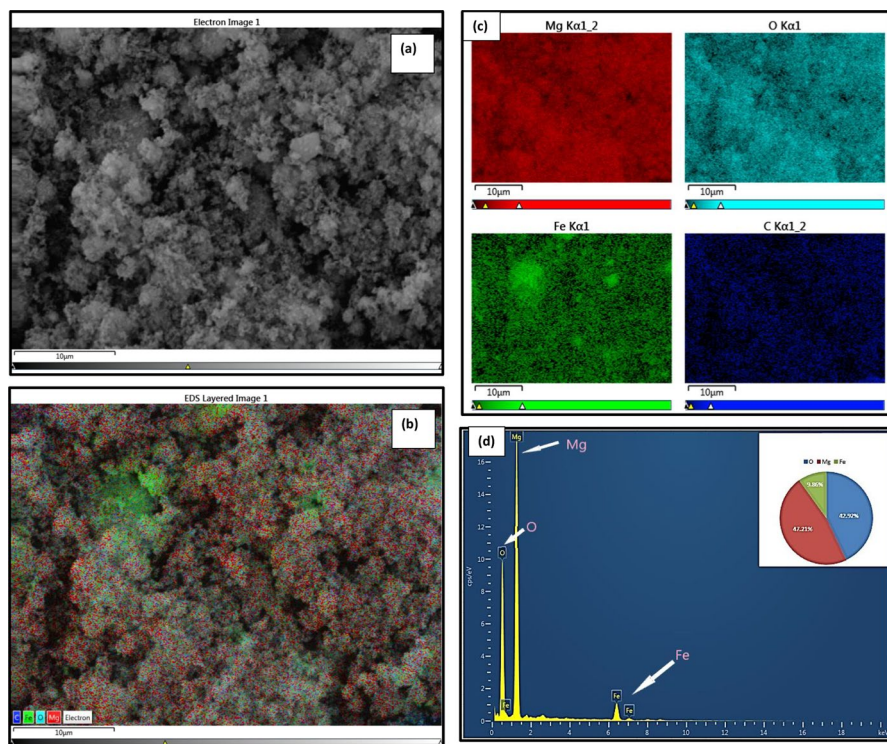 Electron Image 1
(a)
10μm
EDS Layered Image 1
(b)
C Fe O Mg Electron
10μm
(c)
Mg Kα1_2
O Kα1
10μm
10μm
Fe Kα1
C Kα1_2
10μm
10μm
(d)
Mg
Mg
O
O
Fe
Fe
Fe
Fe
cps/eV
16
14
12
10
8
6
4
2
0
0 2 4 6 8 10 12 14 16 18 keV
O Mg Fe
9.86%
47.21%
42.92%